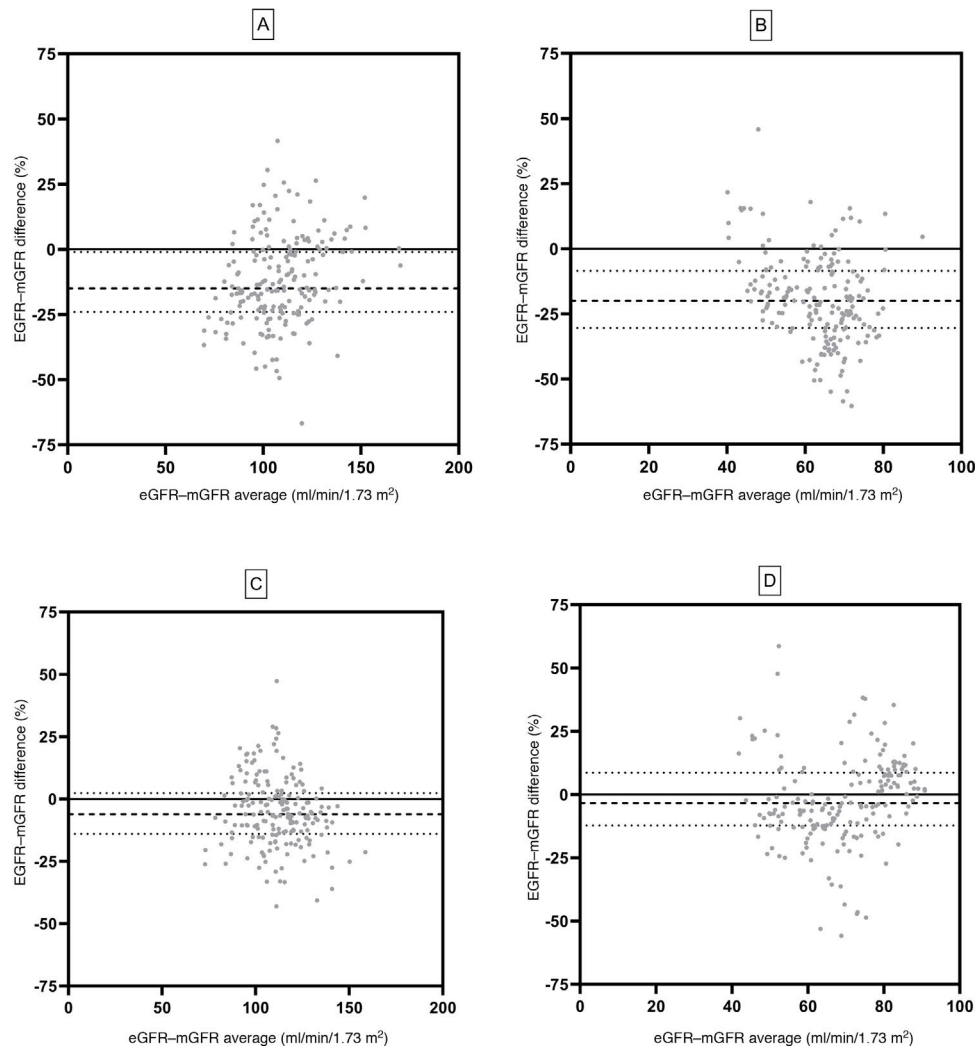 A
75
50
25
0
-25
-50
-75
EGFR–mGFR difference (%)
0 50 100 150 200
eGFR–mGFR average (ml/min/1.73 m²)
B
75
50
25
0
-25
-50
-75
EGFR–mGFR difference (%)
0 20 40 60 80 100
eGFR–mGFR average (ml/min/1.73 m²)
C
75
50
25
0
-25
-50
-75
EGFR–mGFR difference (%)
0 50 100 150 200
eGFR–mGFR average (ml/min/1.73 m²)
D
75
50
25
0
-25
-50
-75
EGFR–mGFR difference (%)
0 20 40 60 80 100
eGFR–mGFR average (ml/min/1.73 m²)